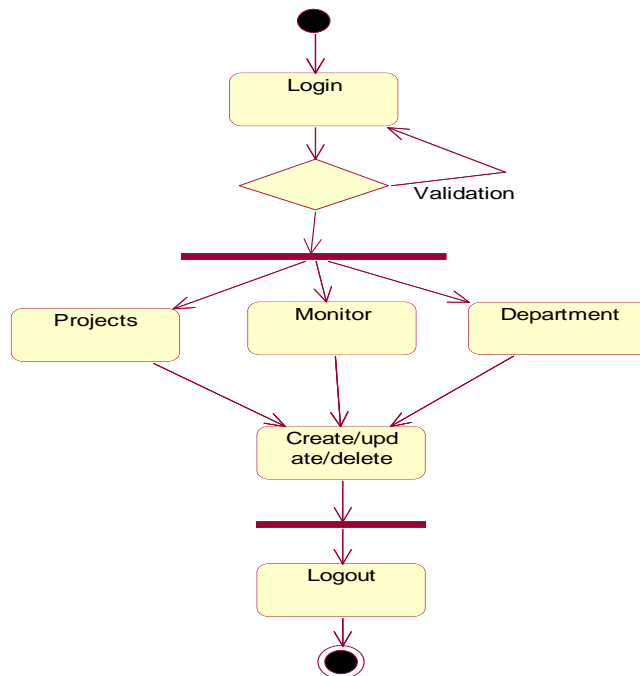 Login
Validation
Projects
Monitor
Department
Create/upd
ate/delete
Logout